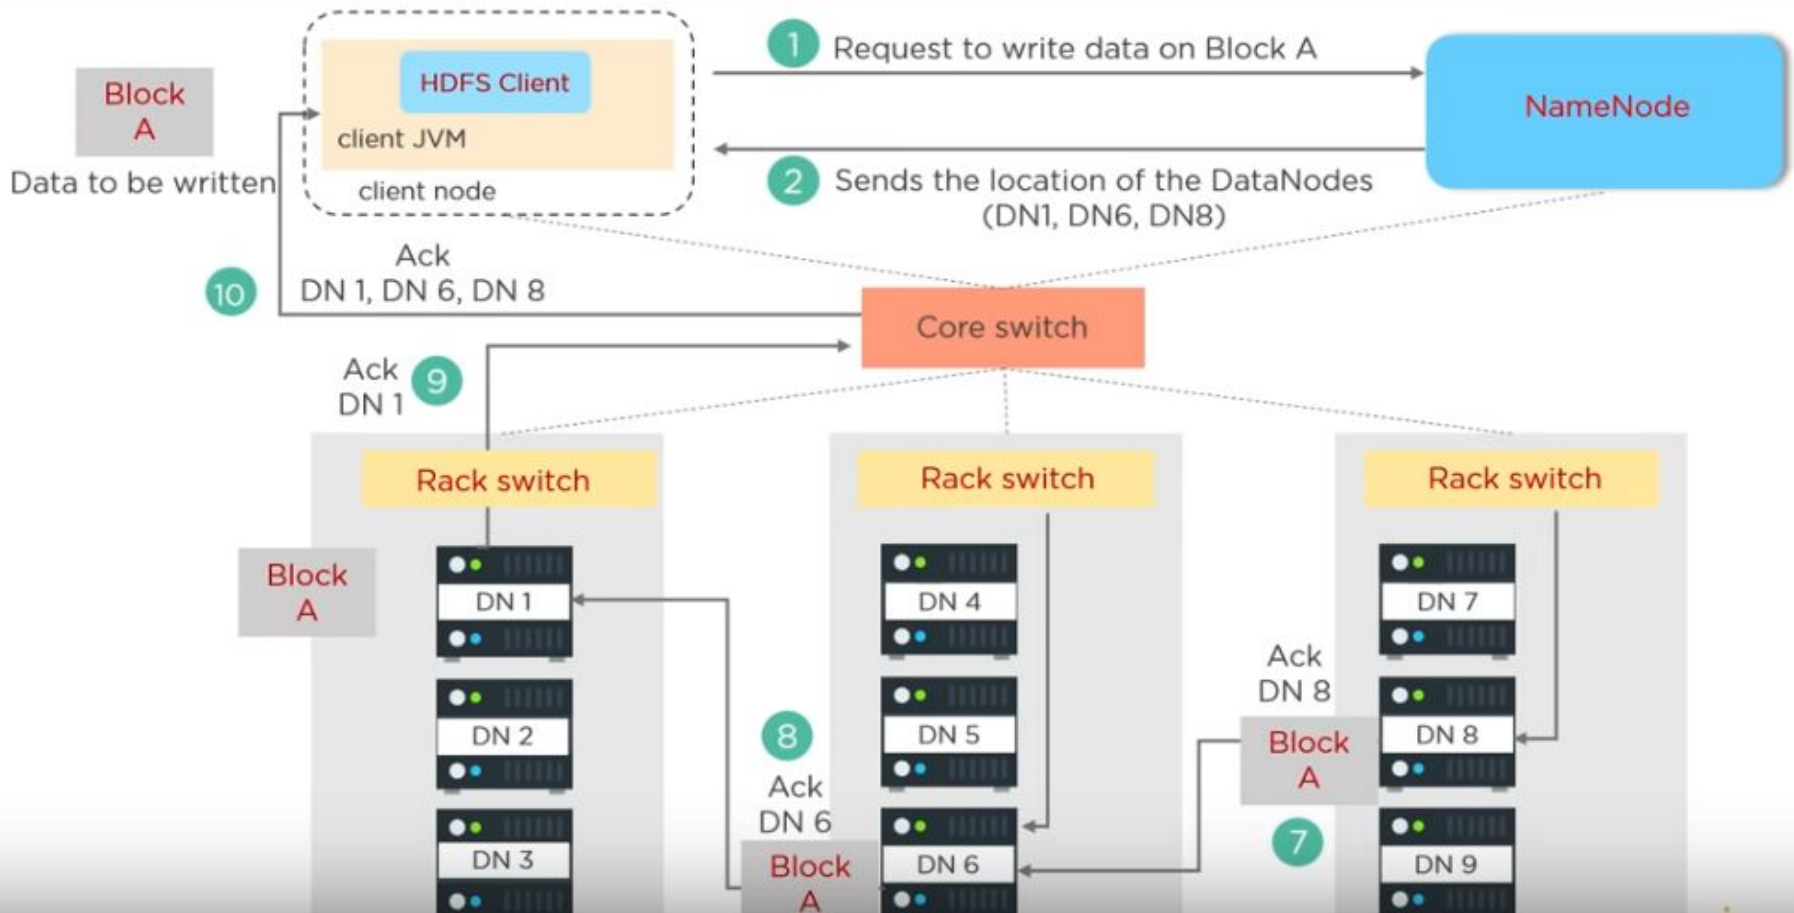 1
Request to write data on Block A
HDFS Client
Block
A
NameNode
client JVM
Data to be written
client node
2
Sends the location of the DataNodes
(DN1, DN6, DN8)
Ack
DN 1, DN 6, DN 8
10
Core switch
Ack
DN 1
9
Rack switch
Rack switch
Rack switch
Block
A
DN 1
DN 4
DN 7
Ack
DN 8
DN 2
DN 5
DN 8
8
Block
A
Ack
DN 6
7
Block
A
DN 3
DN 6
DN 9